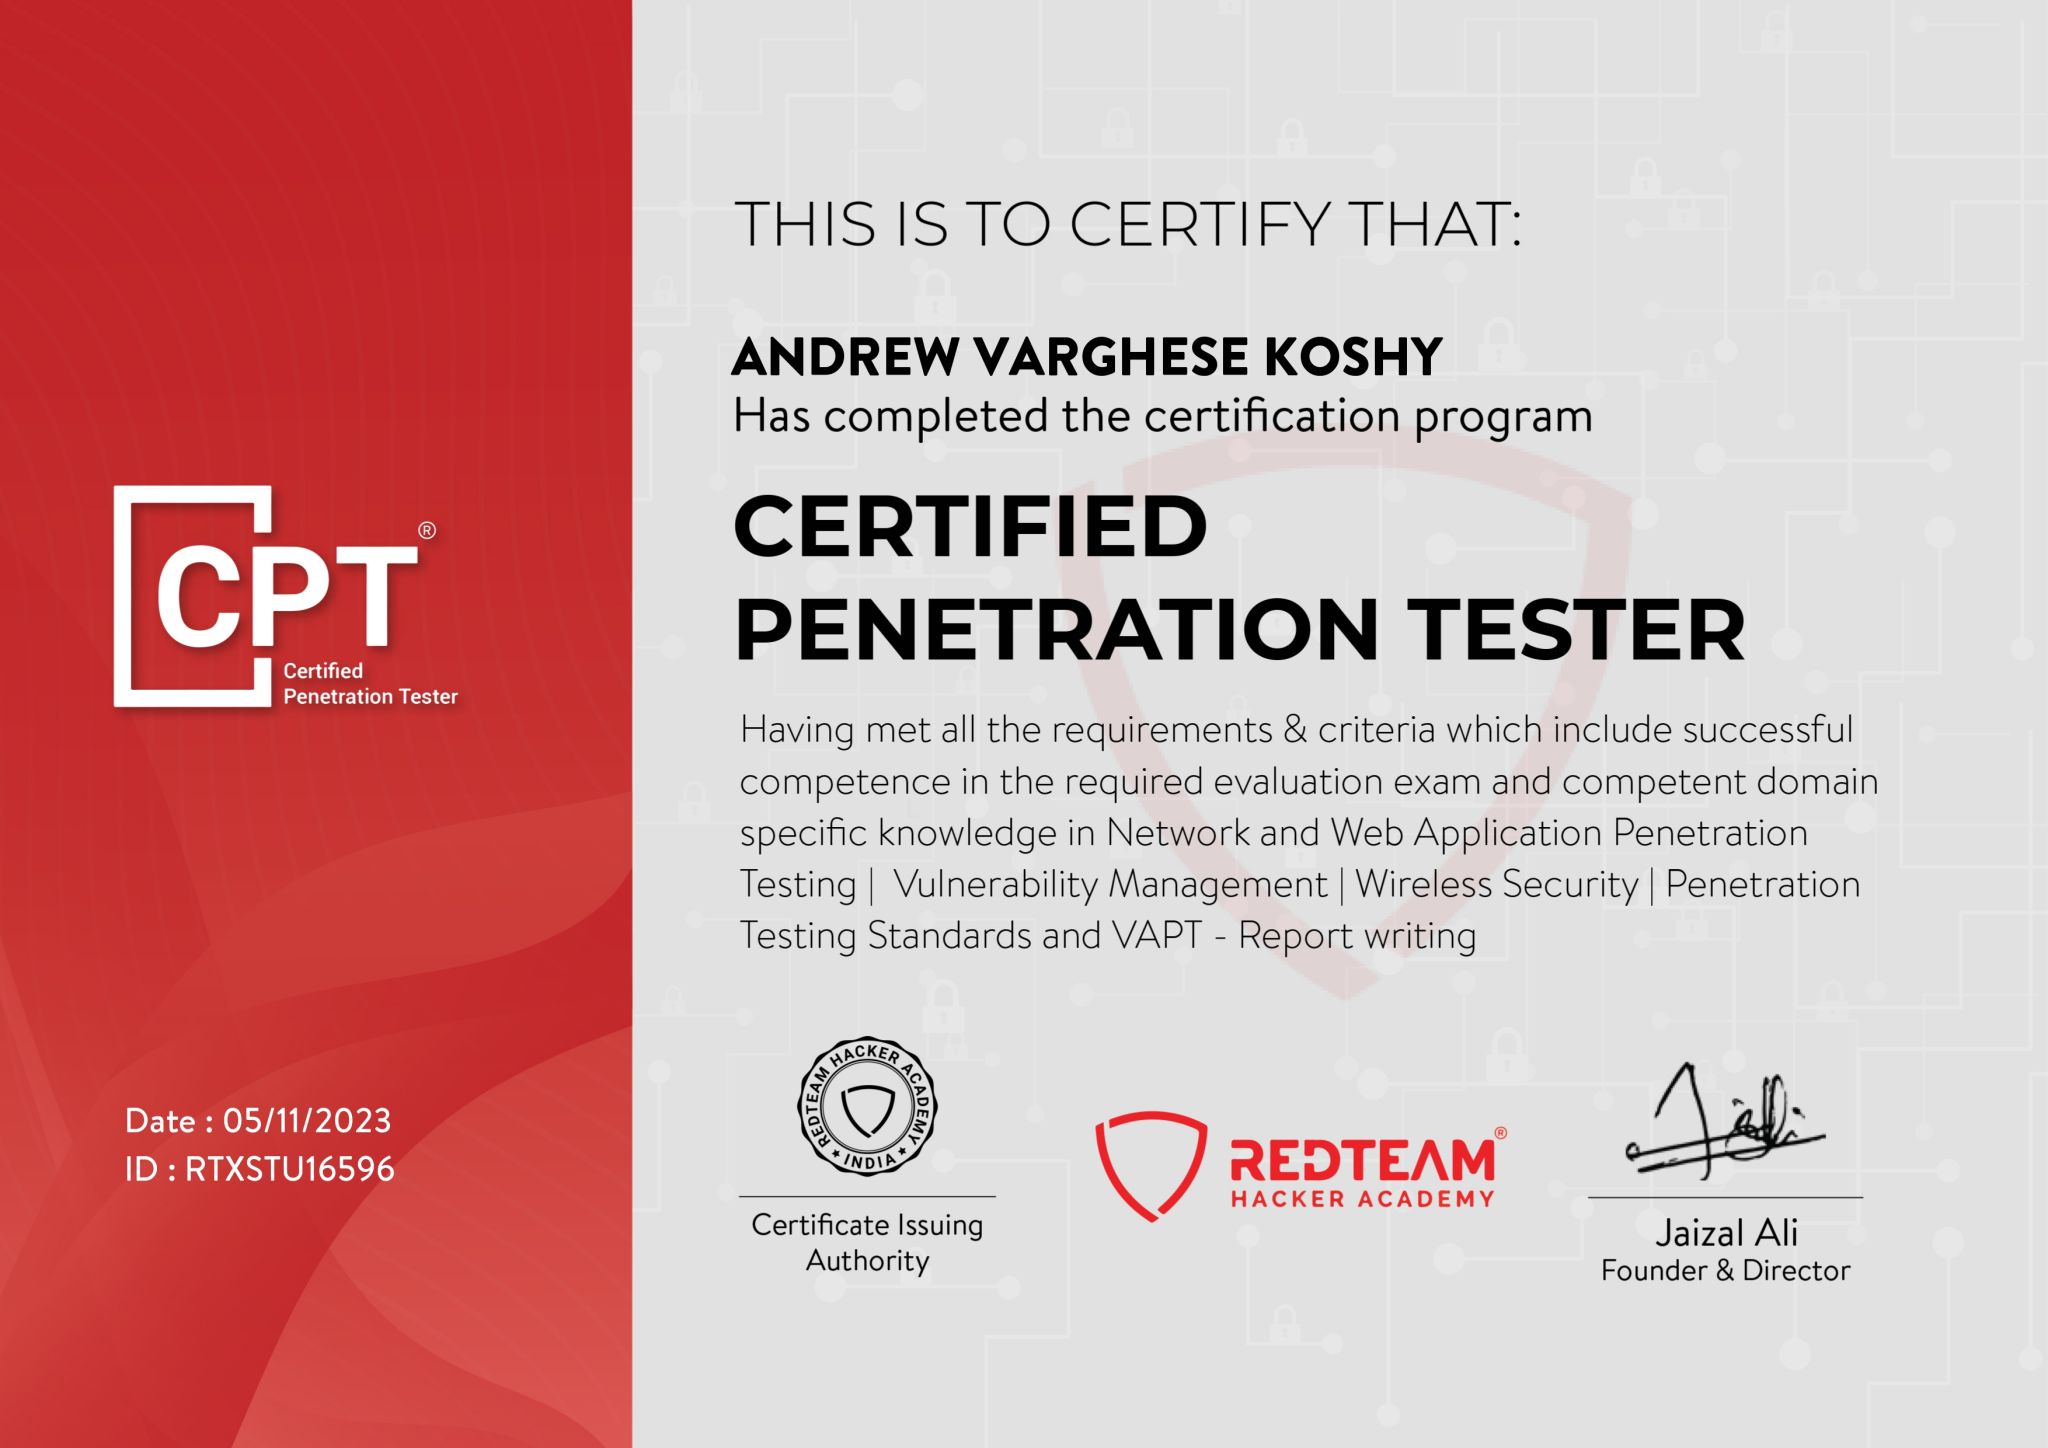 THIS IS TO CERTIFY THAT:
ANDREW VARGHESE KOSHY
Has completed the certification program
CERTIFIED
PENETRATION TESTER
Having met all the requirements & criteria which include successful
competence in the required evaluation exam and competent domain
specific knowledge in Network and Web Application Penetration
Testing | Vulnerability Management | Wireless Security | Penetration
Testing Standards and VAPT - Report writing
CPT®
Certified
Penetration Tester
Date : 05/11/2023
ID : RTXSTU16596
REDTEAM HACKER ACADEMY
★ INDIA ★
Certificate Issuing
Authority
REDTEAM®
HACKER ACADEMY
Jaizal Ali
Founder & Director